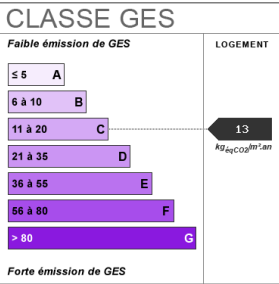 CLASSE GES
Faible émission de GES
LOGEMENT
≤ 5 A
6 à 10 B
11 à 20 C
13
kgéqCO2/m².an
21 à 35 D
36 à 55 E
56 à 80 F
> 80 G
Forte émission de GES